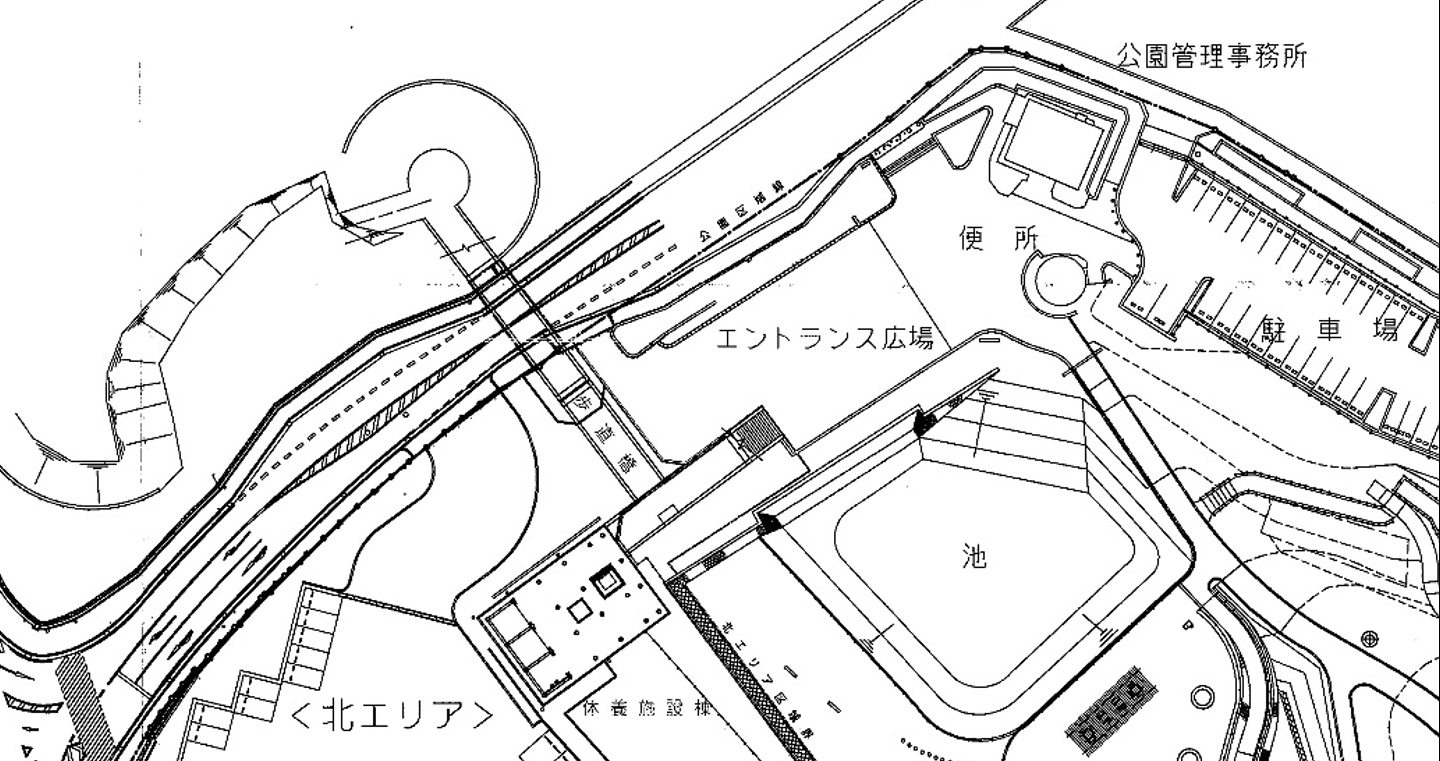 公園管理事務所
公園区域線
便所
エントランス広場
駐車場
歩道橋
池
北エリア区域界
休養施設棟
＜北エリア＞